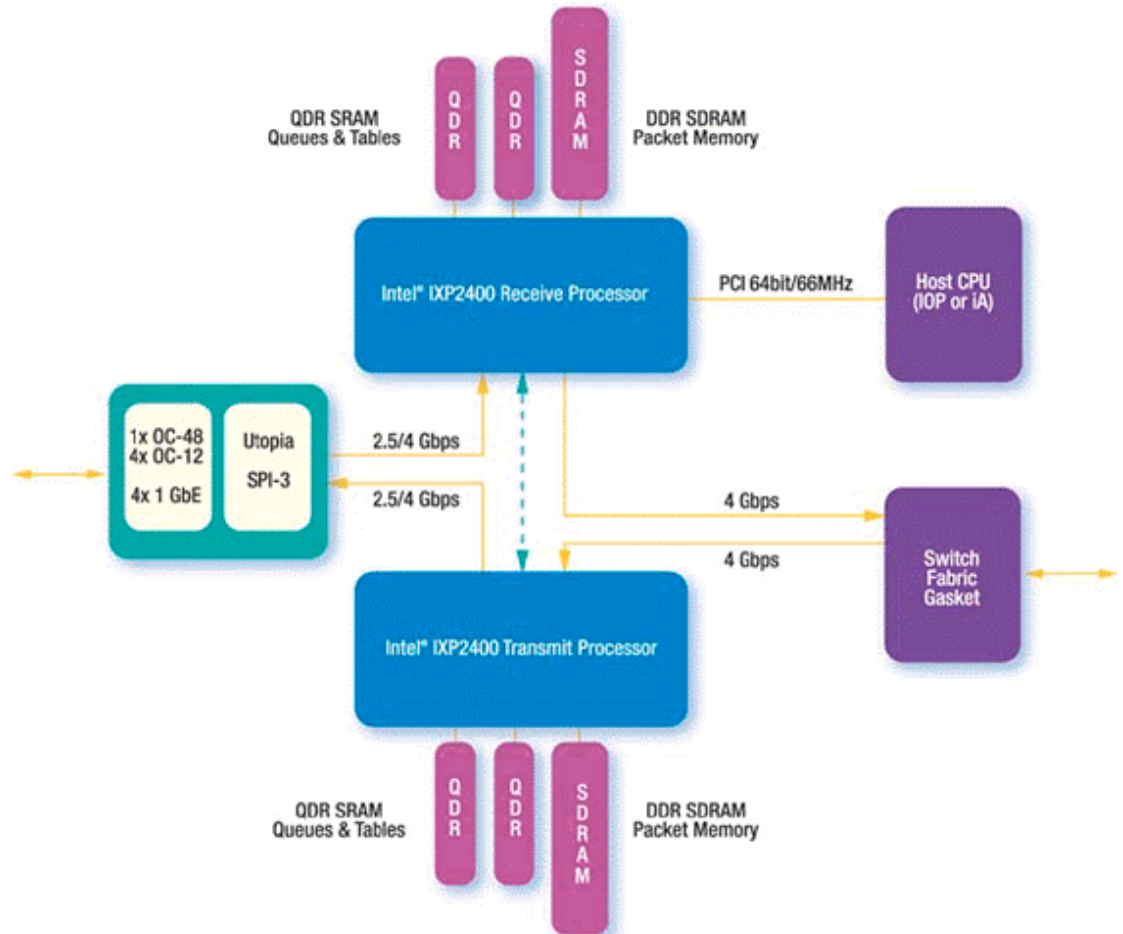 S
D
R
A
M
Q
D
R
Q
D
R
QDR SRAM
Queues & Tables
DDR SDRAM
Packet Memory
Intel® IXP2400 Receive Processor
PCI 64bit/66MHz
Host CPU
(IOP or iA)
1x OC-48
4x OC-12
4x 1 GbE
Utopia
SPI-3
2.5/4 Gbps
2.5/4 Gbps
4 Gbps
4 Gbps
Switch
Fabric
Gasket
Intel® IXP2400 Transmit Processor
QDR SRAM
Queues & Tables
Q
D
R
Q
D
R
S
D
R
A
M
DDR SDRAM
Packet Memory